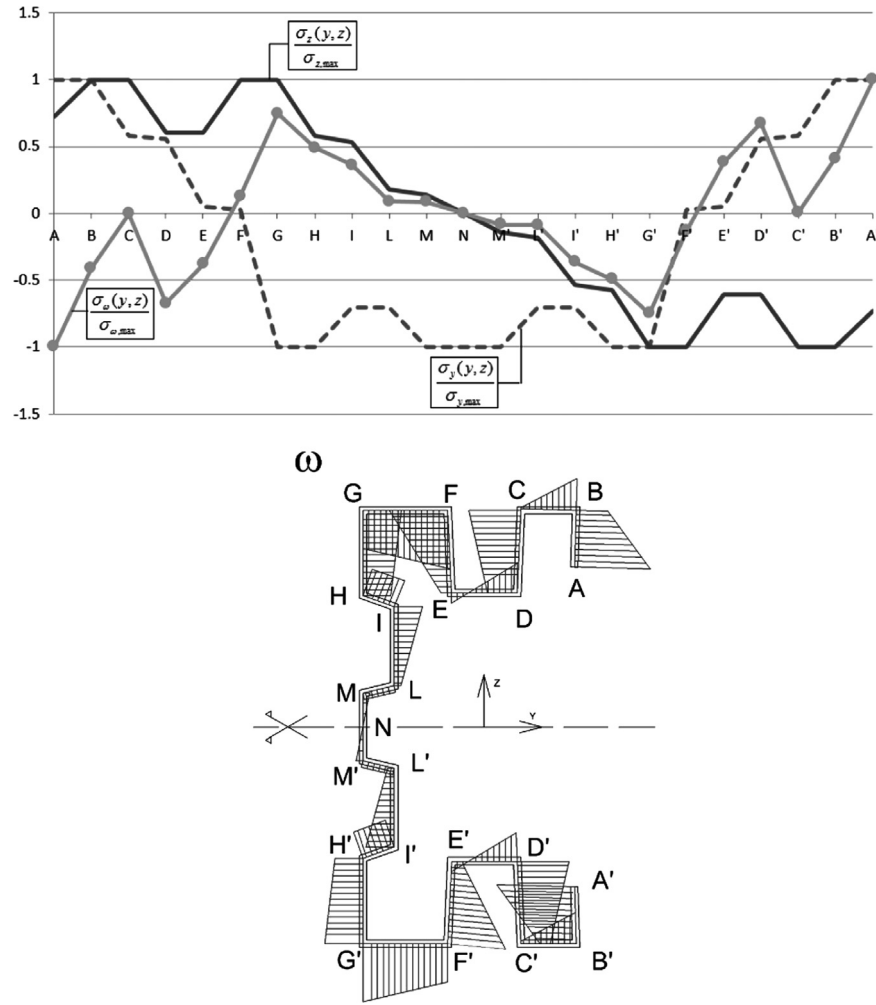 1.5
σz(y,z)
σz,max
1
0.5
0
A B C D E F G H I L M N M' L' I' H' G' F' E' D' C' B' A
-0.5
σω(y,z)
σω,max
-1
σy(y,z)
σy,max
-1.5
ω
G F C B
H E A
I D
M L
z
N
Y
M' L'
E' D'
H' I' A'
G' F' C' B'